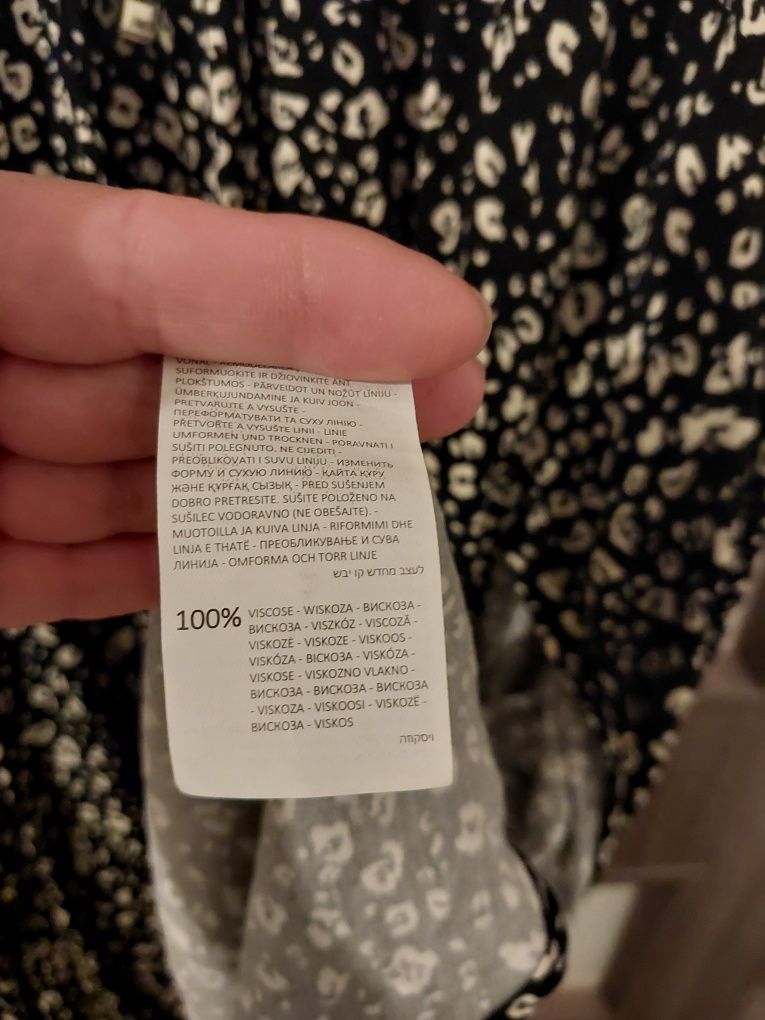 SUFORMUOKITE IR DŽIOVINKITE ANT
PLOKŠTUMOS - PĀRVEIDOT UN NOŽŪT LĪNIJU -
ÜMBERKUJUNDAMINE JA KUIV JOON -
PRETVARUJTE A VYSUŠTE -
ПЕРЕФОРМАТУВАТИ ТА СУХУ ЛІНІЮ -
PŘETVOŘTE A VYSUŠTE LINII - LINIE
UMFORMEN UND TROCKNEN - PORAVNATI I
SUŠITI POLEGNUTO. NE CIJEDITI -
PREOBLIKOVATI I SUVU LINIJU - ИЗМЕНИТЬ
ФОРМУ И СУХУЮ ЛИНИЮ - ҚАЙТА ҚҰРУ
ЖӘНЕ ҚҰРҒАҚ СЫЗЫҚ - PRED SUŠENJEM
DOBRO PRETRESITE. SUŠITE POLOŽENO NA
SUŠILEC VODORAVNO (NE OBEŠAJTE). -
MUOTOILLA JA KUIVA LINJA - RIFORMIMI DHE
LINJA E THATË - ПРЕОБЛИКУВАЊЕ И СУВА
ЛИНИЈА - OMFORMA OCH TORR LINJE
לעצב מחדש קו יבש
100% VISCOSE - WISKOZA - ВИСКОЗА -
ВИСКОЗА - VISZKÓZ - VISCOZĂ -
VISKOZĖ - VISKOZE - VISKOOS -
VISKÓZA - ВІСКОЗА - VISKÓZA -
VISKOSE - VISKOZNO VLAKNO -
ВИСКОЗА - ВИСКОЗА - ВИСКОЗА
- VISKOZA - VISKOOSI - VISKOZË -
ВИСКОЗА - VISKOS
ויסקוזה